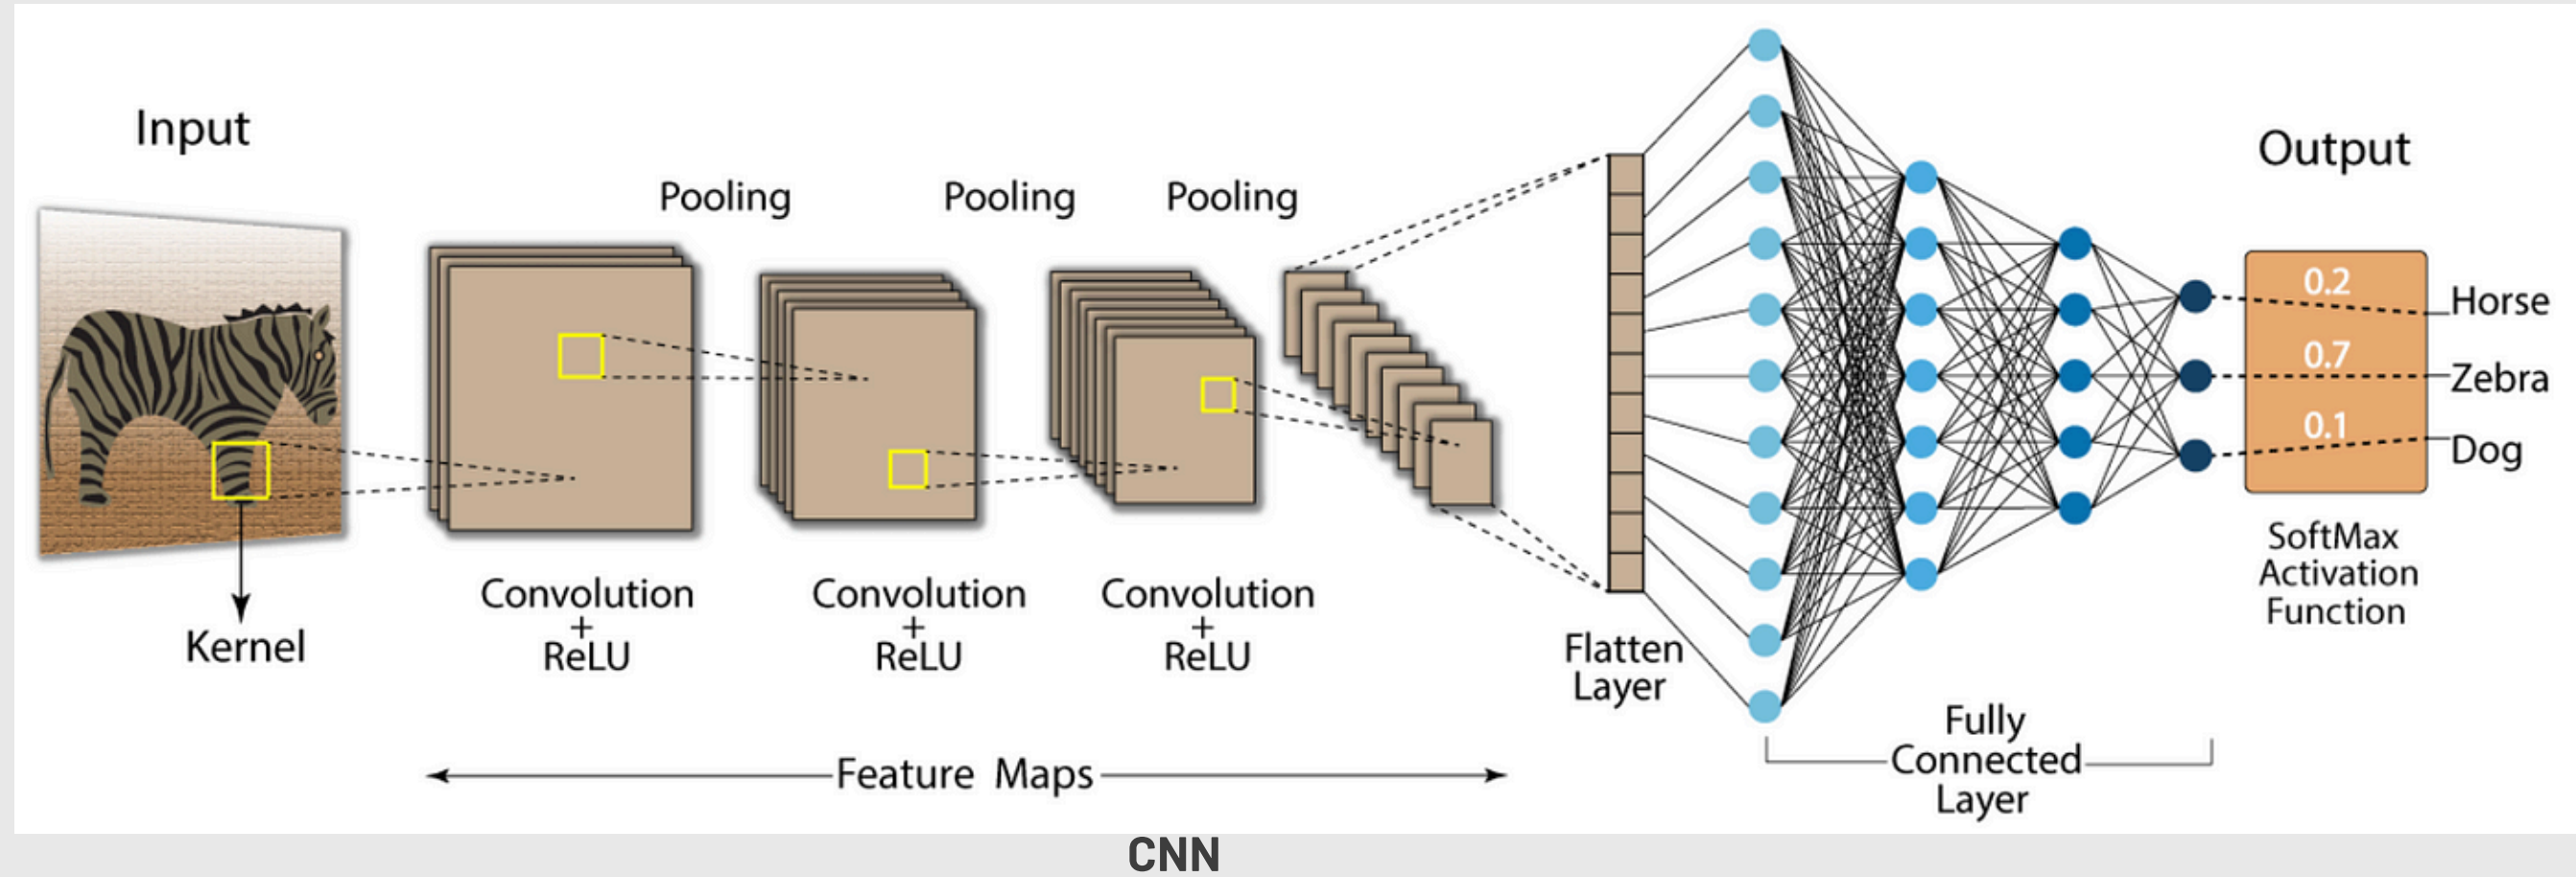 Input
Kernel
Pooling
Pooling
Pooling
Convolution
+
ReLU
Convolution
+
ReLU
Convolution
+
ReLU
Feature Maps
Flatten
Layer
Fully
Connected
Layer
Output
0.2
Horse
0.7
Zebra
0.1
Dog
SoftMax
Activation
Function
CNN